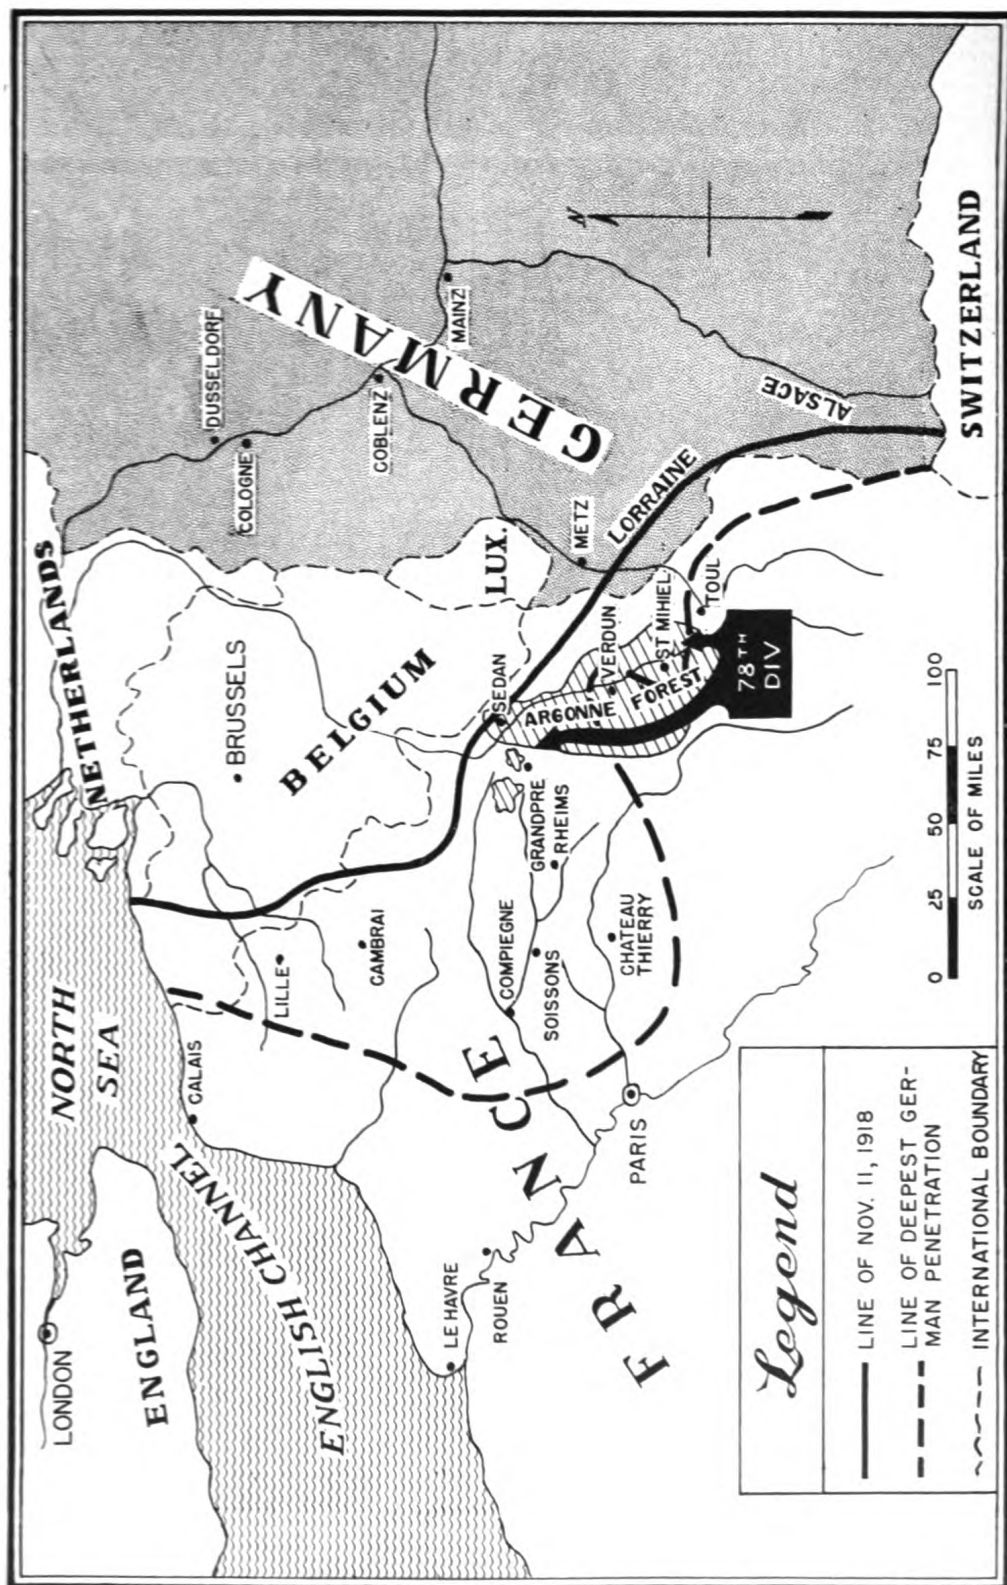 LONDON
ENGLAND
NORTH
SEA
NETHERLANDS
ENGLISH CHANNEL
ENGLISH CHANNEL
CALAIS
LILLE
BRUSSELS
BELGIUM
CAMBRAI
DUSSELDORF
COLOGNE
COBLENZ
MAINZ
GERMANY
LUX.
METZ
LORRAINE
ALSACE
SWITZERLAND
N
LE HAVRE
ROUEN
FRANCE
PARIS
COMPIEGNE
SOISSONS
CHATEAU
THIERRY
GRANDPRE
RHEIMS
SEDAN
ARGONNE
FOREST
VERDUN
ST MIHIEL
TOUL
78TH
DIV
Legend
LINE OF NOV. 11, 1918
LINE OF DEEPEST GER-
MAN PENETRATION
INTERNATIONAL BOUNDARY
0 25 50 75 100
SCALE OF MILES